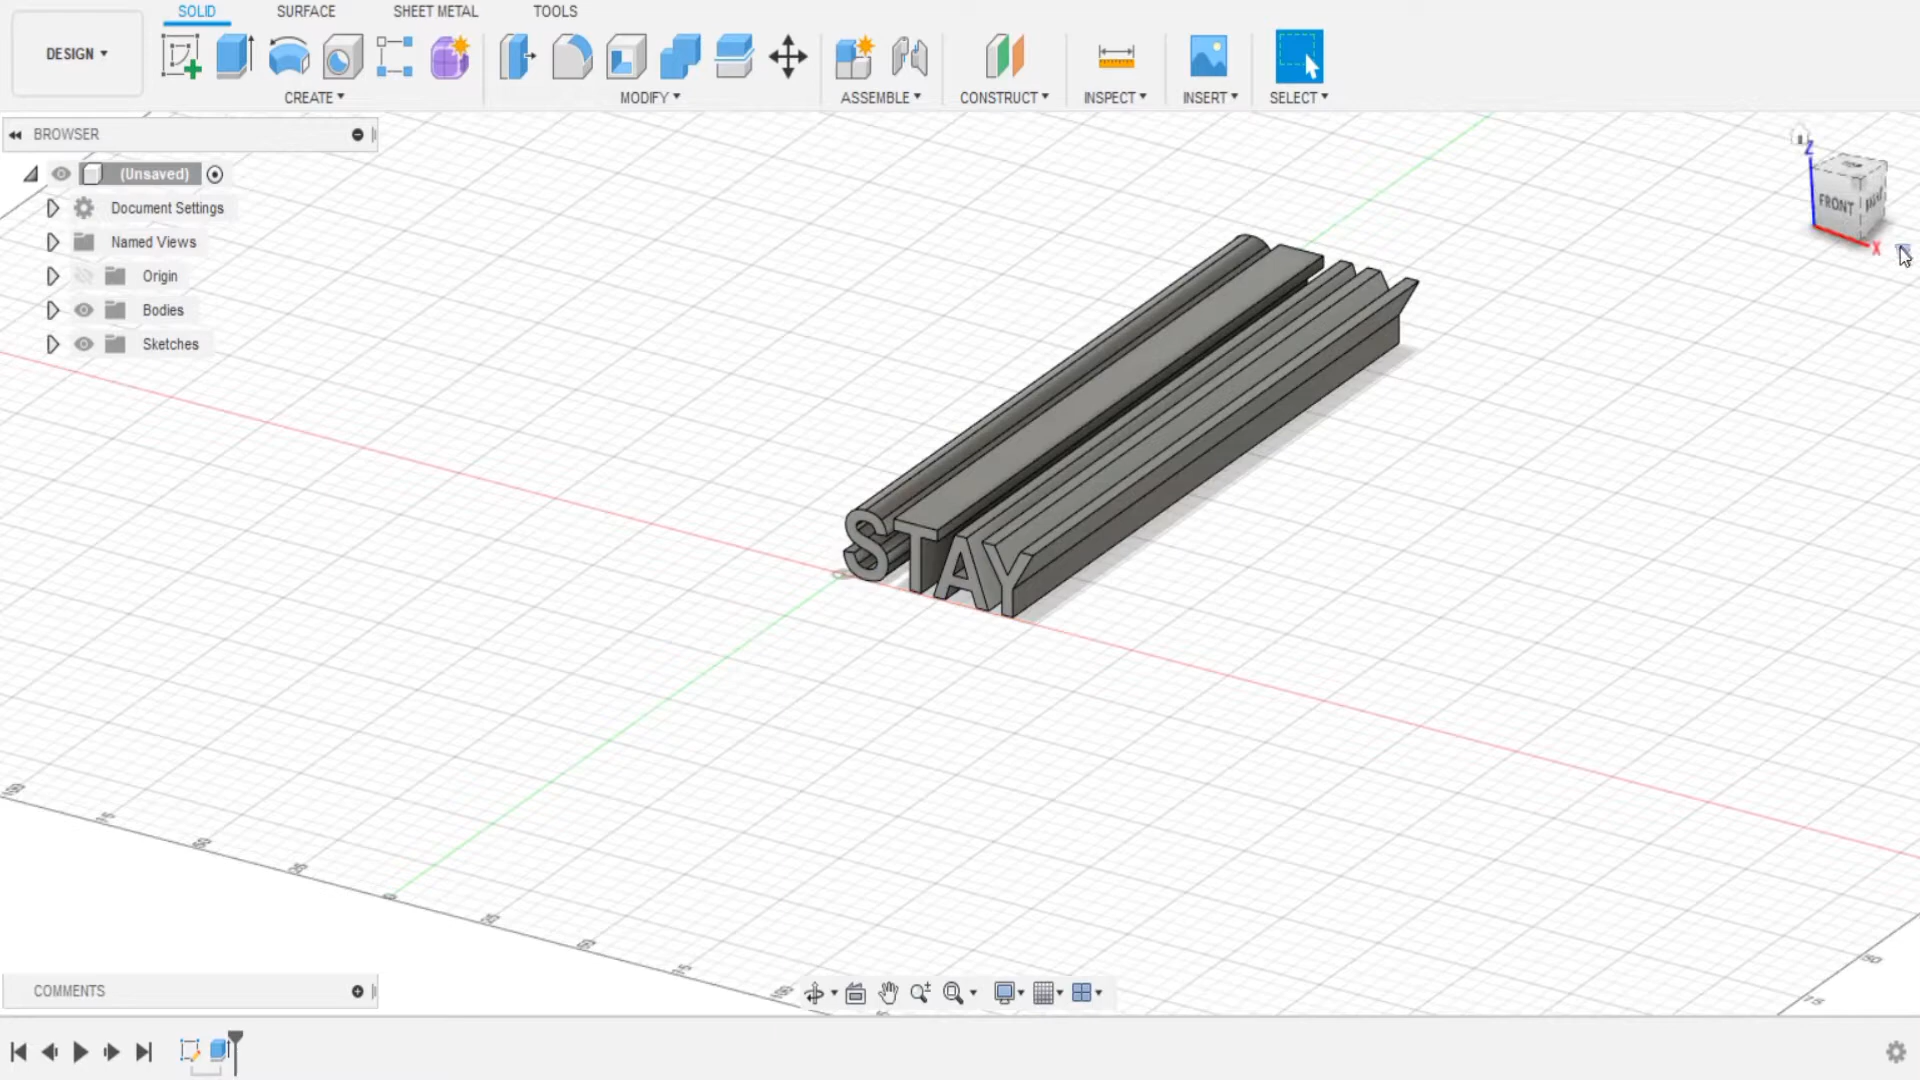 SOLID SURFACE SHEET METAL TOOLS
DESIGN
CREATE MODIFY ASSEMBLE CONSTRUCT INSPECT INSERT SELECT
BROWSER
(Unsaved)
Document Settings
Named Views
Origin
Bodies
Sketches
Z
FRONT
X
STAY
COMMENTS